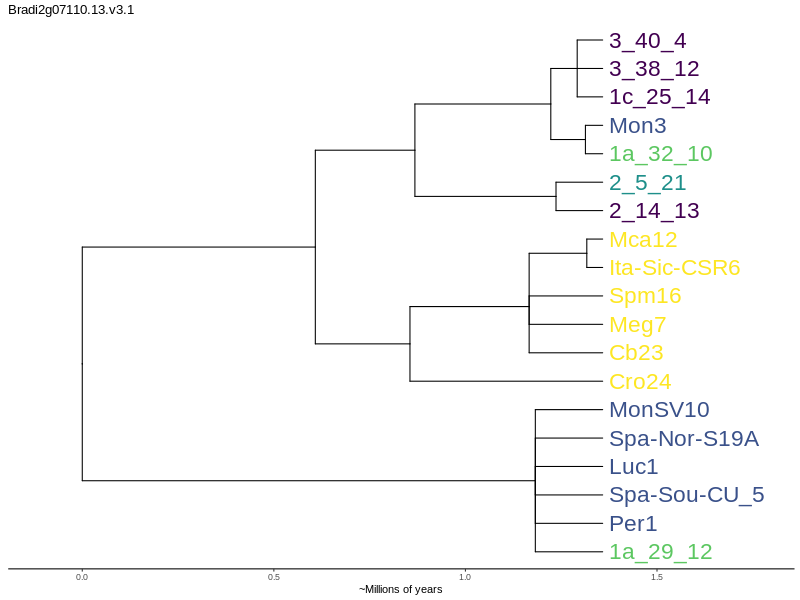 Bradi2g07110.13.v3.1
3_40_4
3_38_12
1c_25_14
Mon3
1a_32_10
2_5_21
2_14_13
Mca12
Ita-Sic-CSR6
Spm16
Meg7
Cb23
Cro24
MonSV10
Spa-Nor-S19A
Luc1
Spa-Sou-CU_5
Per1
1a_29_12
0.0 0.5 1.0 1.5
~Millions of years